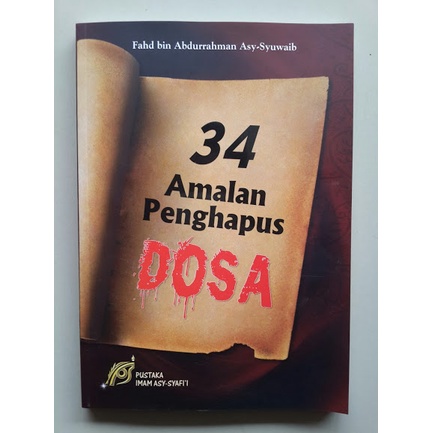 Fahd bin Abdurrahman Asy-Syuwaib
34
Amalan
Penghapus
DOSA
PUSTAKA
IMAM ASY-SYAFI'I